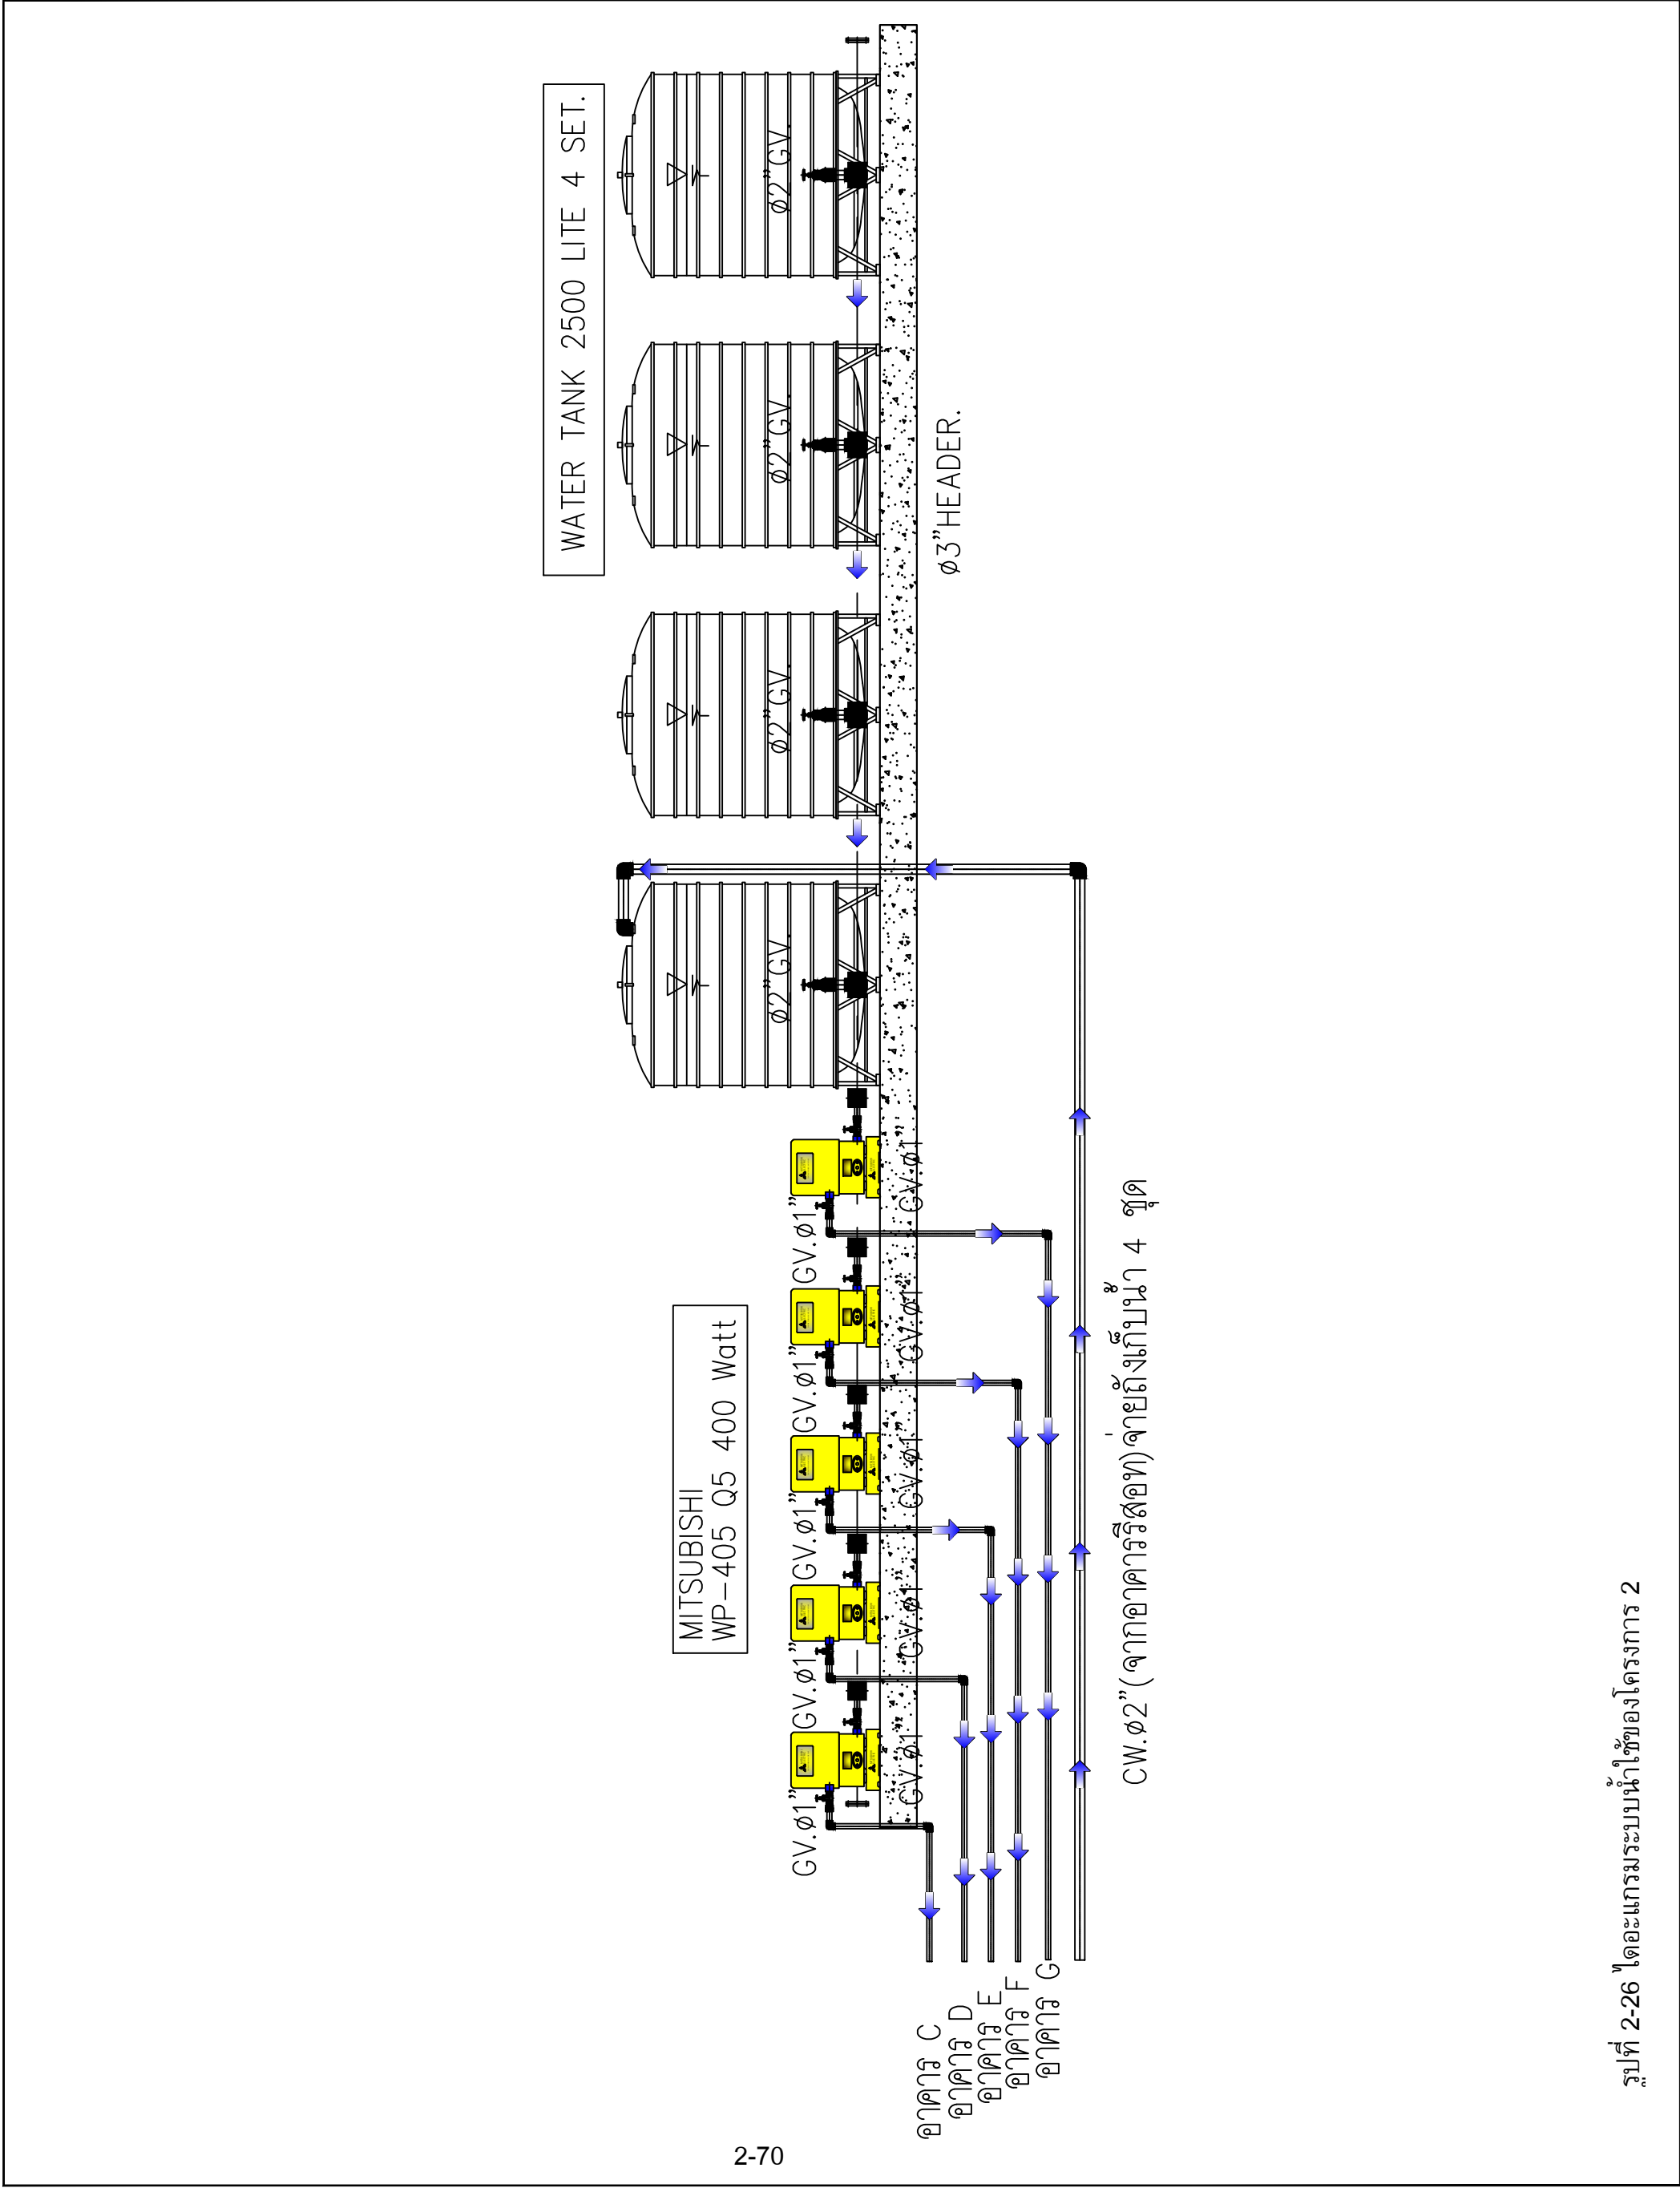 WATER TANK 2500 LITE 4 SET.
MITSUBISHI
WP-405 Q5 400 Watt
ø2" GV.
ø2" GV.
ø2" GV.
ø2" GV.
GV.ø1"
GV.ø1"
GV.ø1"
GV.ø1"
GV.ø1"
GV.ø1"
GV.ø1"
GV.ø1"
GV.ø1"
GV.ø1"
ø3"HEADER.
อาคาร C
อาคาร D
อาคาร E
อาคาร F
อาคาร G
CW.ø2"(จากอาคารรีสอท)จ่ายถังเก็บน้ำ 4 ชุด
รูปที่ 2-26 ไดอะแกรมระบบน้ำใช้ของโครงการ 2
2-70